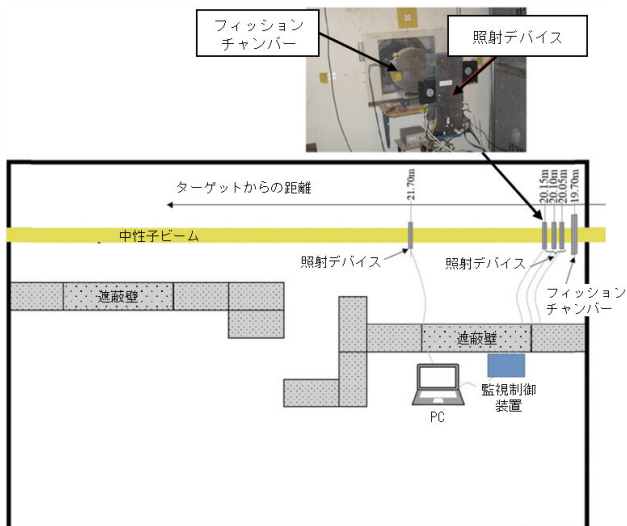 フィッション
チャンバー
照射デバイス
ターゲットからの距離
21.70m
20.15m
20.10m
20.05m
19.70m
中性子ビーム
照射デバイス
照射デバイス
フィッション
チャンバー
遮蔽壁
遮蔽壁
監視制御
装置
PC